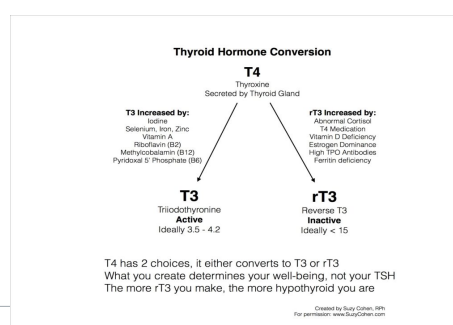 Thyroid Hormone Conversion
T4
Thyroxine
Secreted by Thyroid Gland
T3 Increased by:
Iodine
Selenium, Iron, Zinc
Vitamin A
Riboflavin (B2)
Methylcobalamin (B12)
Pyridoxal 5' Phosphate (B6)
rT3 Increased by:
Abnormal Cortisol
T4 Medication
Vitamin D Deficiency
Estrogen Dominance
High TPO Antibodies
Ferritin deficiency
T3
Triiodothyronine
Active
Ideally 3.5 - 4.2
rT3
Reverse T3
Inactive
Ideally < 15
T4 has 2 choices, it either converts to T3 or rT3
What you create determines your well-being, not your TSH
The more rT3 you make, the more hypothyroid you are
Created by Suzy Cohen, RPh
For permission: www.SuzyCohen.com